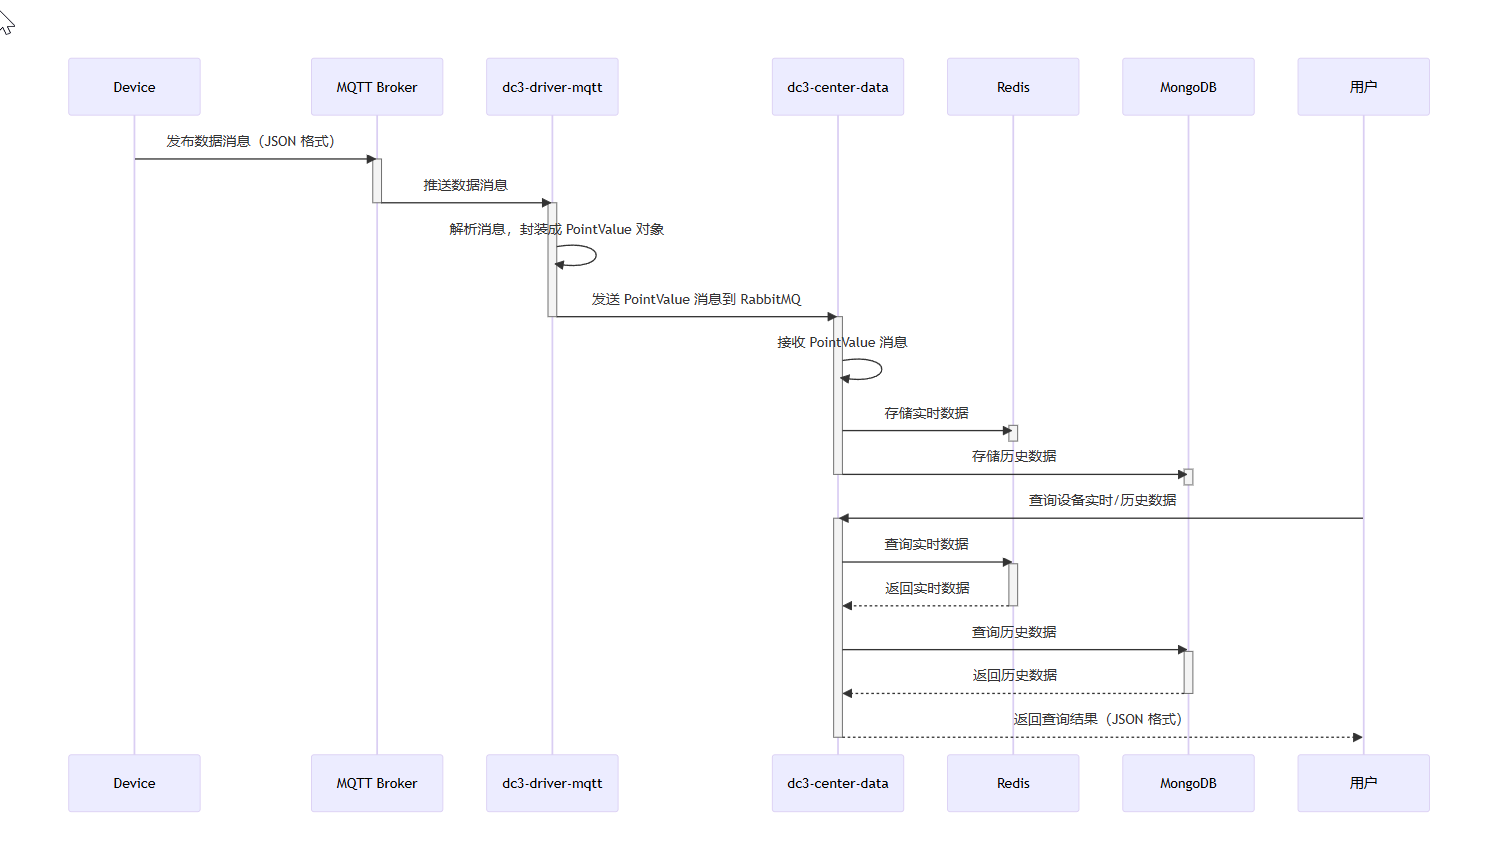 Device
MQTT Broker
dc3-driver-mqtt
dc3-center-data
Redis
MongoDB
用户
发布数据消息（JSON 格式）
推送数据消息
解析消息，封装成 PointValue 对象
发送 PointValue 消息到 RabbitMQ
接收 PointValue 消息
存储实时数据
存储历史数据
查询设备实时/历史数据
查询实时数据
返回实时数据
查询历史数据
返回历史数据
返回查询结果（JSON 格式）
Device
MQTT Broker
dc3-driver-mqtt
dc3-center-data
Redis
MongoDB
用户